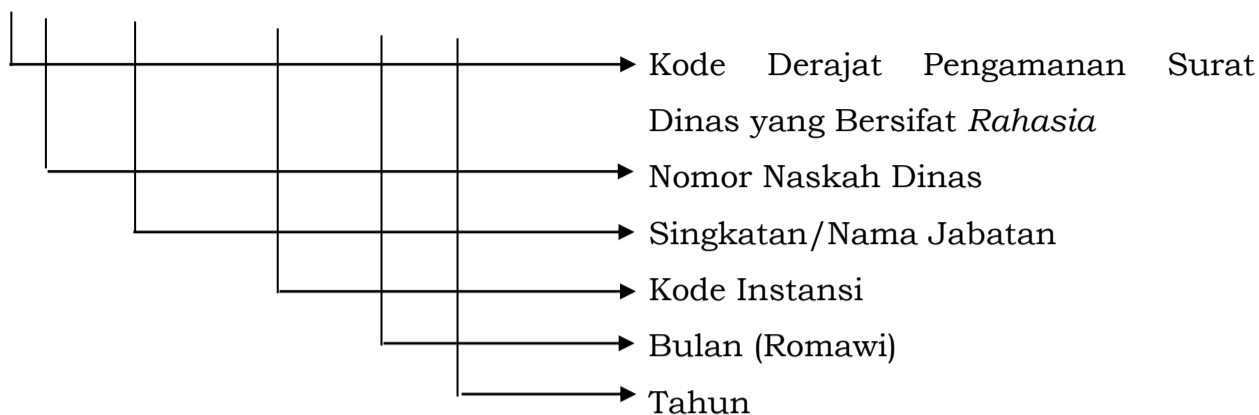 Kode Derajat Pengamanan Surat
Dinas yang Bersifat Rahasia
Nomor Naskah Dinas
Singkatan/Nama Jabatan
Kode Instansi
Bulan (Romawi)
Tahun